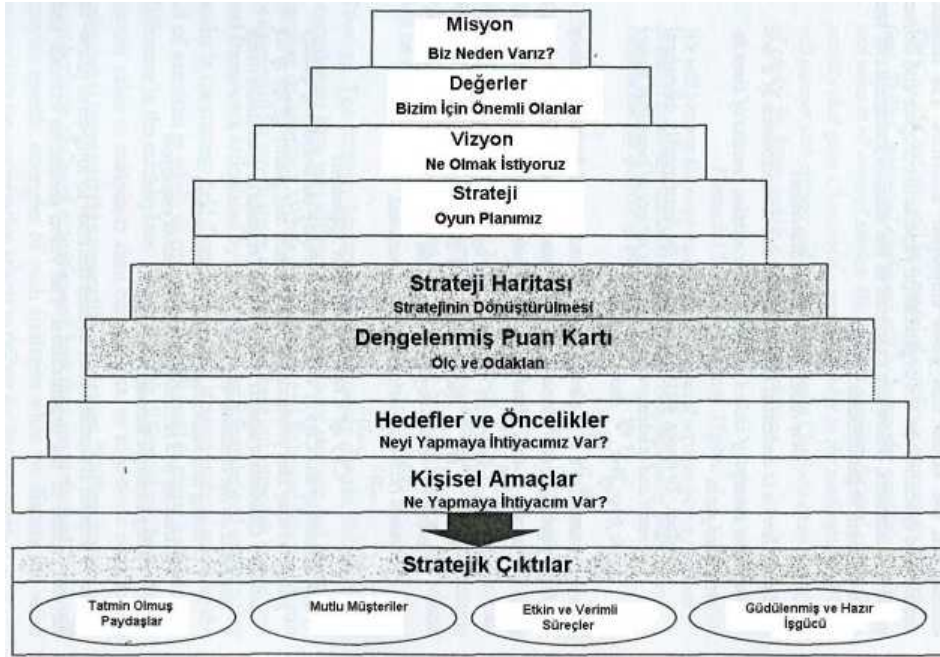 Misyon
Biz Neden Varız?
Değerler
Bizim İçin Önemli Olanlar
Vizyon
Ne Olmak İstiyoruz
Strateji
Oyun Planımız
Strateji Haritası
Stratejinin Dönüştürülmesi
Dengelenmiş Puan Kartı
Ölç ve Odaklan
Hedefler ve Öncelikler
Neyi Yapmaya İhtiyacımız Var?
Kişisel Amaçlar
Ne Yapmaya İhtiyacım Var?
Stratejik Çıktılar
Tatmin Olmuş
Paydaşlar
Mutlu Müşteriler
Etkin ve Verimli
Süreçler
Güdülenmiş ve Hazır
İşgücü